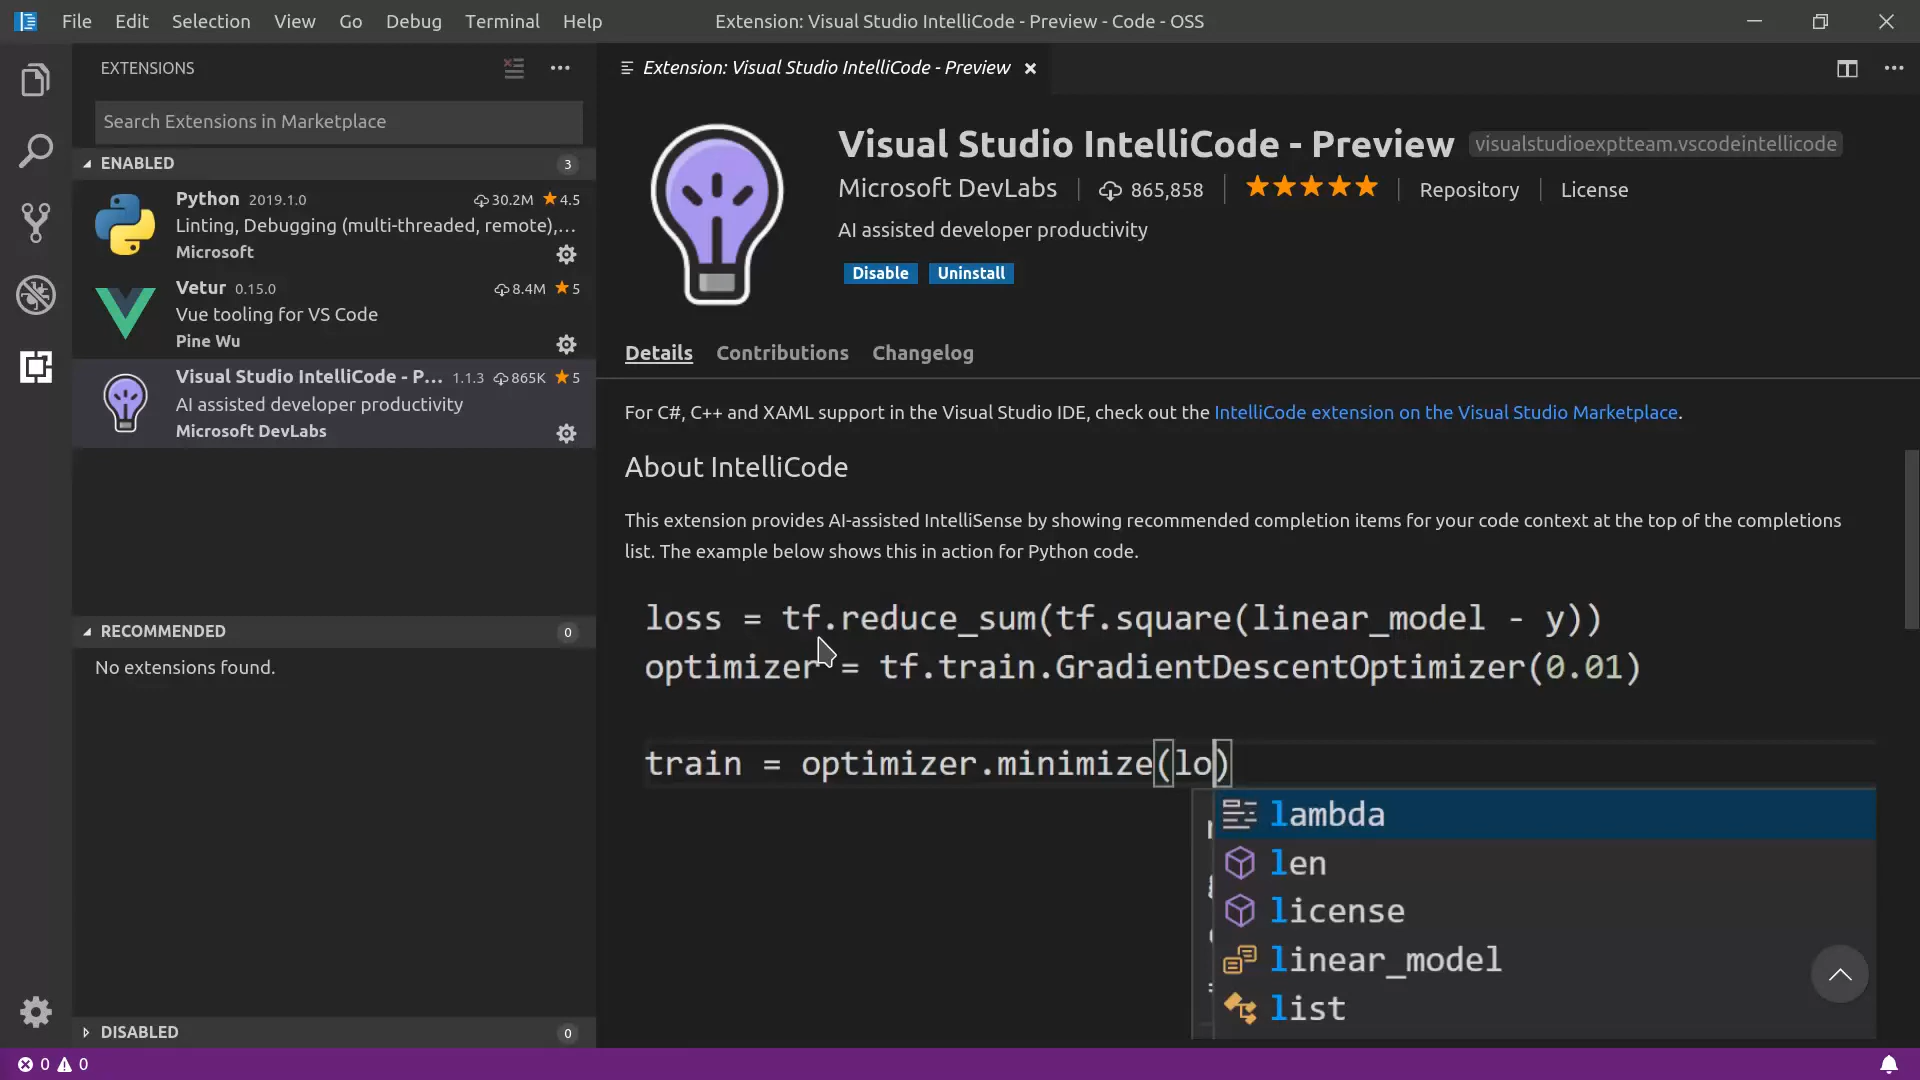 File Edit Selection View Go Debug Terminal Help
Extension: Visual Studio IntelliCode - Preview - Code - OSS
EXTENSIONS
Search Extensions in Marketplace
ENABLED 3
Python 2019.1.0 30.2M 4.5
Linting, Debugging (multi-threaded, remote),...
Microsoft
Vetur 0.15.0 8.4M 5
Vue tooling for VS Code
Pine Wu
Visual Studio IntelliCode - P... 1.1.3 865K 5
AI assisted developer productivity
Microsoft DevLabs
RECOMMENDED 0
No extensions found.
DISABLED 0
Extension: Visual Studio IntelliCode - Preview
Visual Studio IntelliCode - Preview visualstudioexptteam.vscodeintellicode
Microsoft DevLabs 865,858 Repository License
AI assisted developer productivity
Disable Uninstall
Details Contributions Changelog
For C#, C++ and XAML support in the Visual Studio IDE, check out the IntelliCode extension on the Visual Studio Marketplace.
About IntelliCode
This extension provides AI-assisted IntelliSense by showing recommended completion items for your code context at the top of the completions
list. The example below shows this in action for Python code.
loss = tf.reduce_sum(tf.square(linear_model - y))
optimizer = tf.train.GradientDescentOptimizer(0.01)
train = optimizer.minimize(lo)
lambda
len
license
linear_model
list
0 0